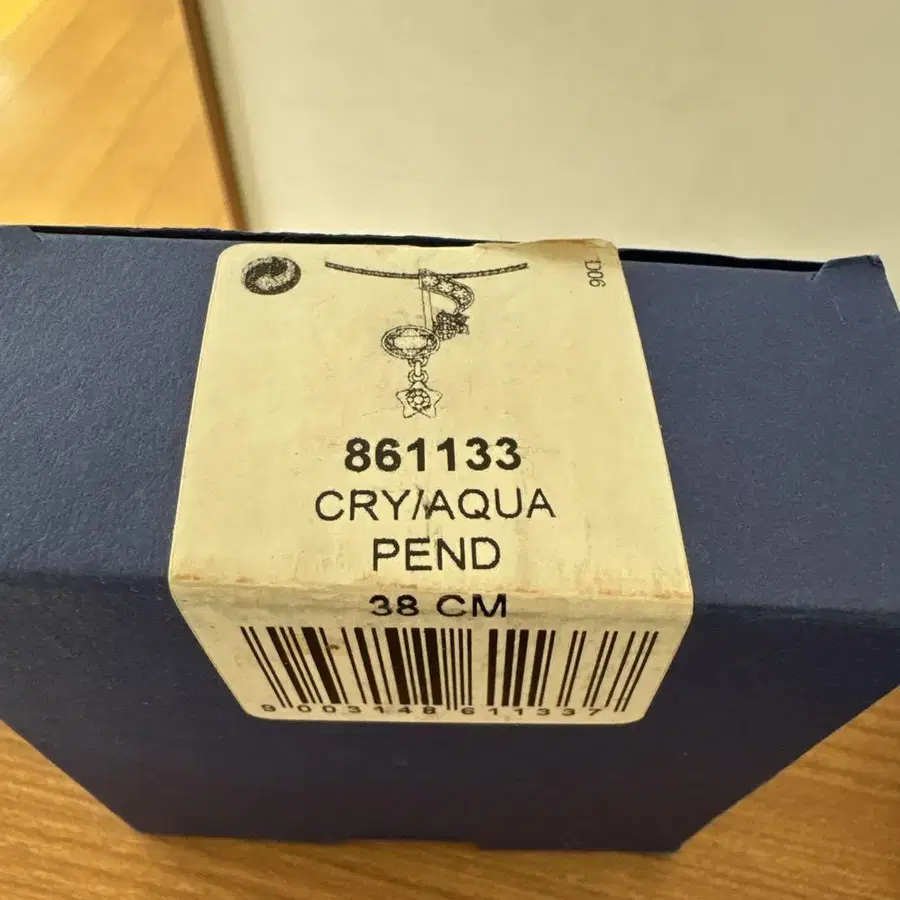 D06
861133
CRY/AQUA
PEND
38 CM
9 003148 611337